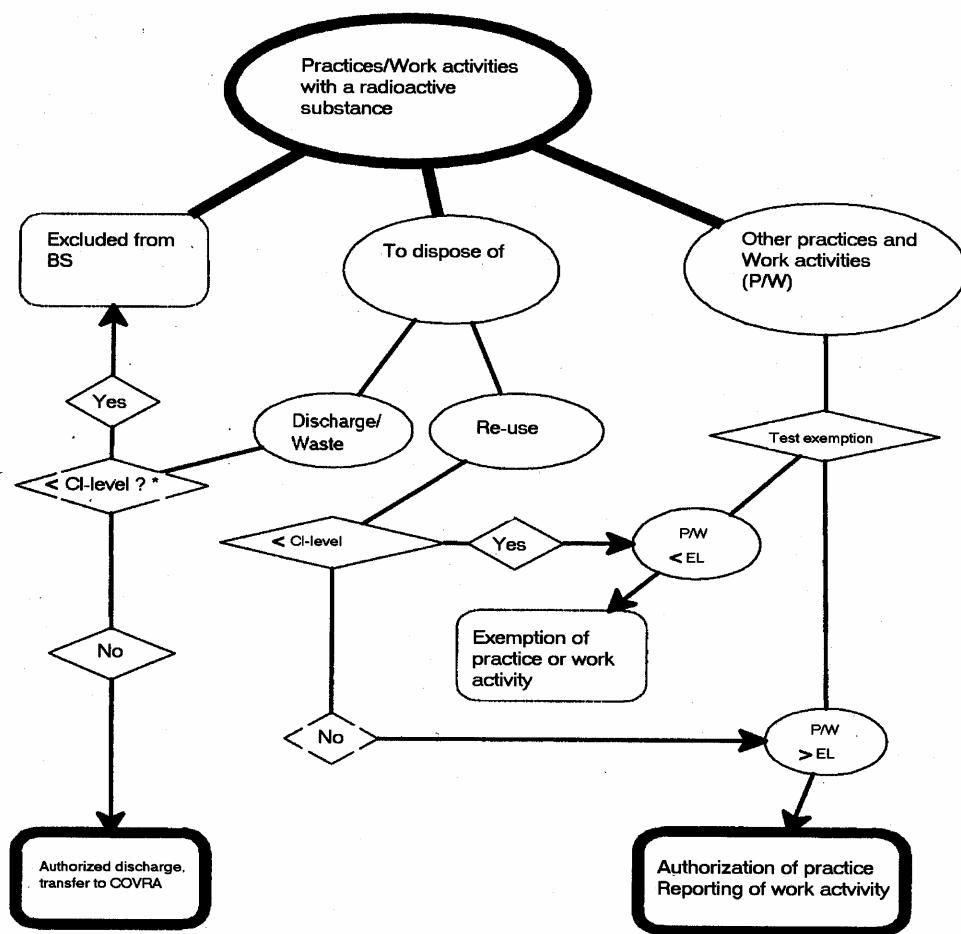 Practices/Work activities
with a radioactive
substance
Excluded from
BS
To dispose of
Other practices and
Work activities
(P/W)
Yes
Discharge/
Waste
Re-use
Test exemption
< Cl-level ? *
< Cl-level
Yes
P/W
< EL
Exemption of
practice or work
activity
No
No
P/W
> EL
Authorized discharge,
transfer to COVRA
Authorization of practice
Reporting of work actvivity